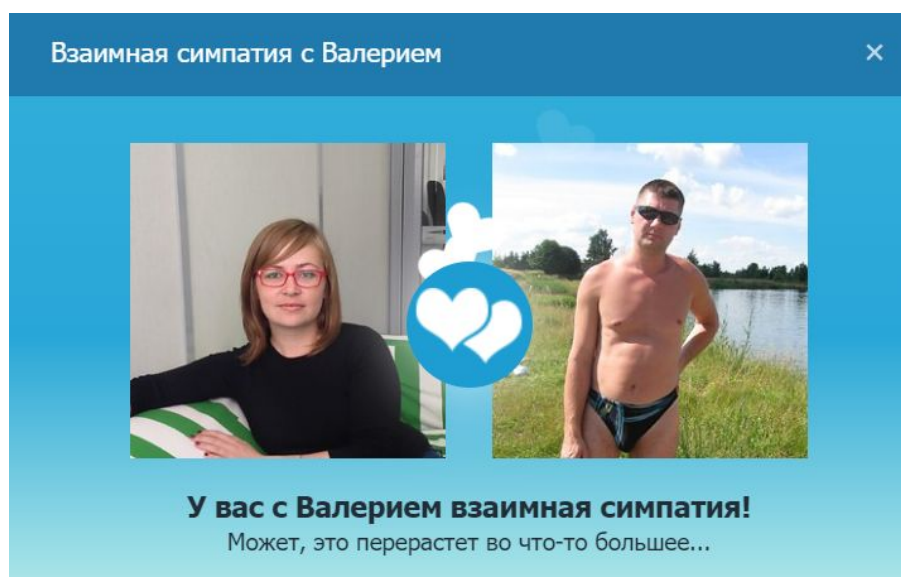 Взаимная симпатия с Валерием
У вас с Валерием взаимная симпатия!
Может, это перерастет во что-то большее...